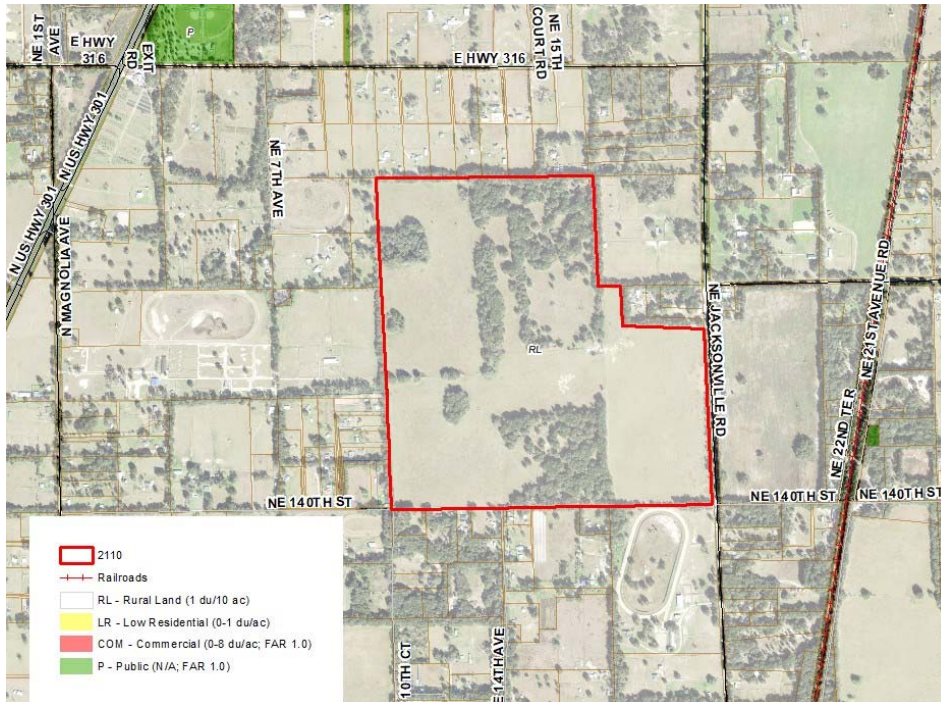 NE 1ST
AVE
E HWY
316
EXIT
RD
P
E HWY 316
NE 15TH
COURT RD
N US HWY 301
N US HWY 301
NE 7TH AVE
N MAGNOLIA AVE
RL
NE JACKSONVILLE RD
NE 21ST AVENUE RD
NE 22ND TER
NE 140TH ST
NE 140TH ST
NE 140TH ST
10TH CT
E 14TH AVE
2110
Railroads
RL - Rural Land (1 du/10 ac)
LR - Low Residential (0-1 du/ac)
COM - Commercial (0-8 du/ac; FAR 1.0)
P - Public (N/A; FAR 1.0)